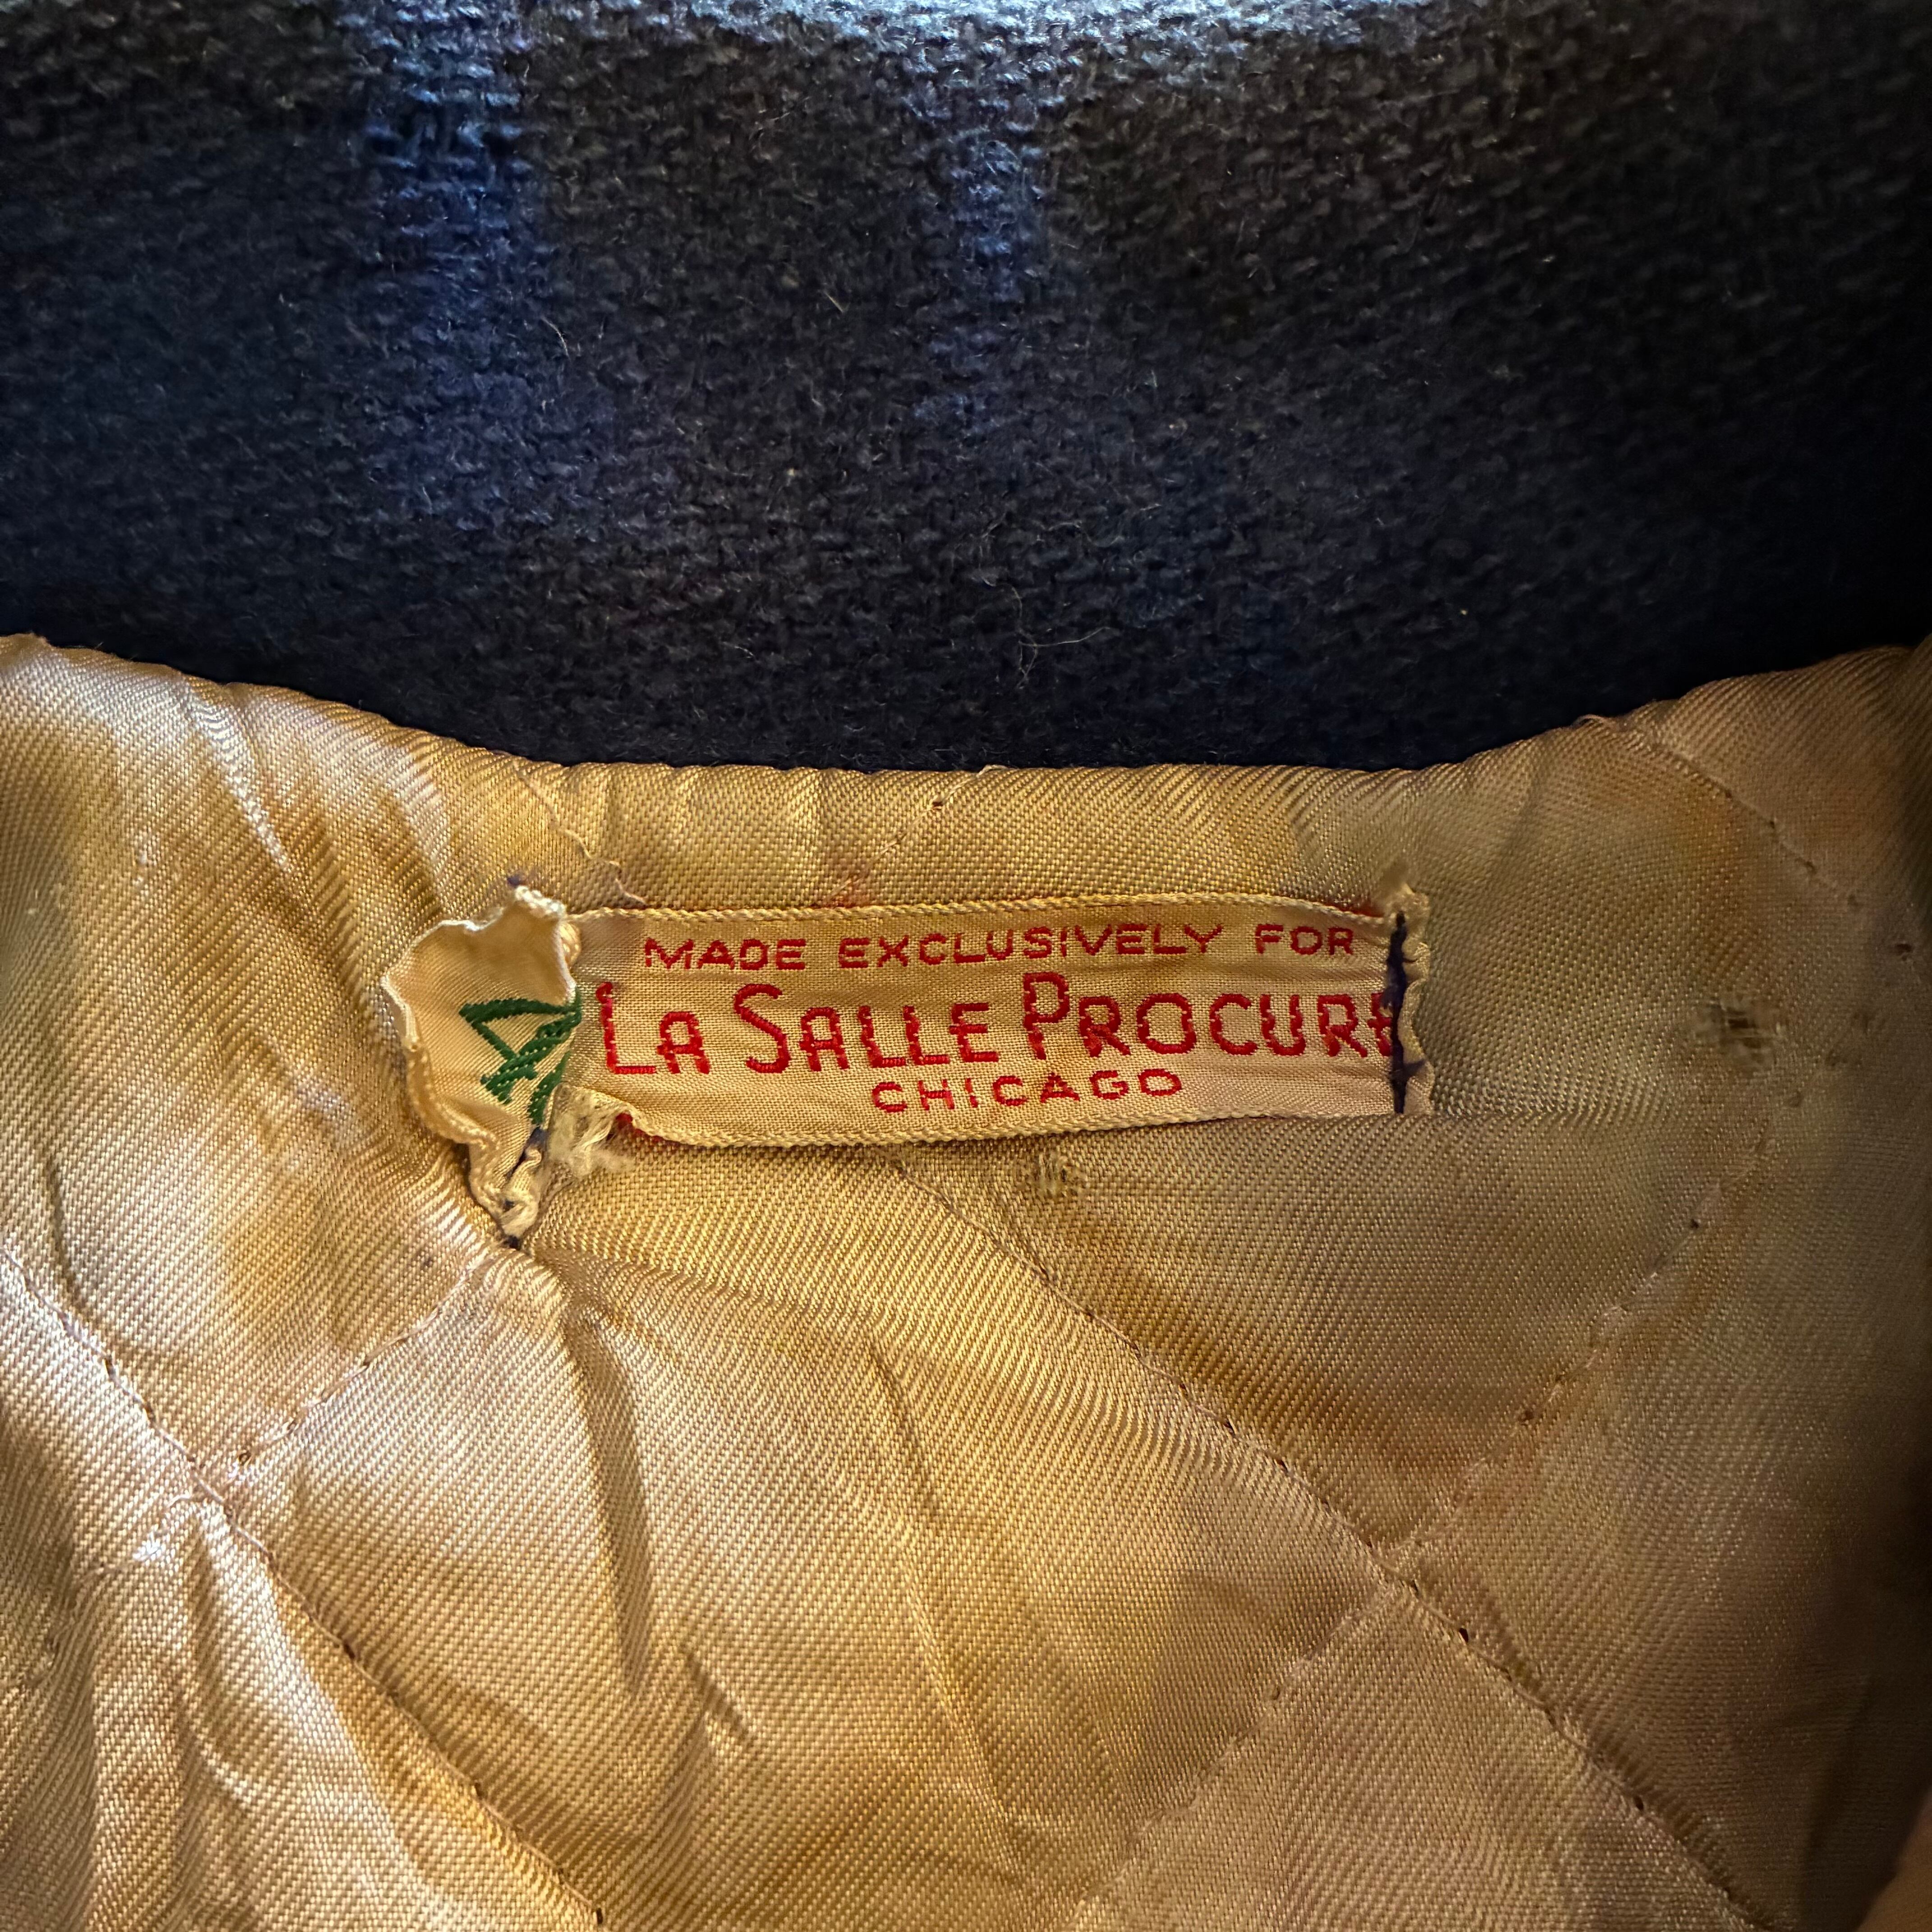 MADE EXCLUSIVELY FOR
LA SALLE PROCURE
CHICAGO